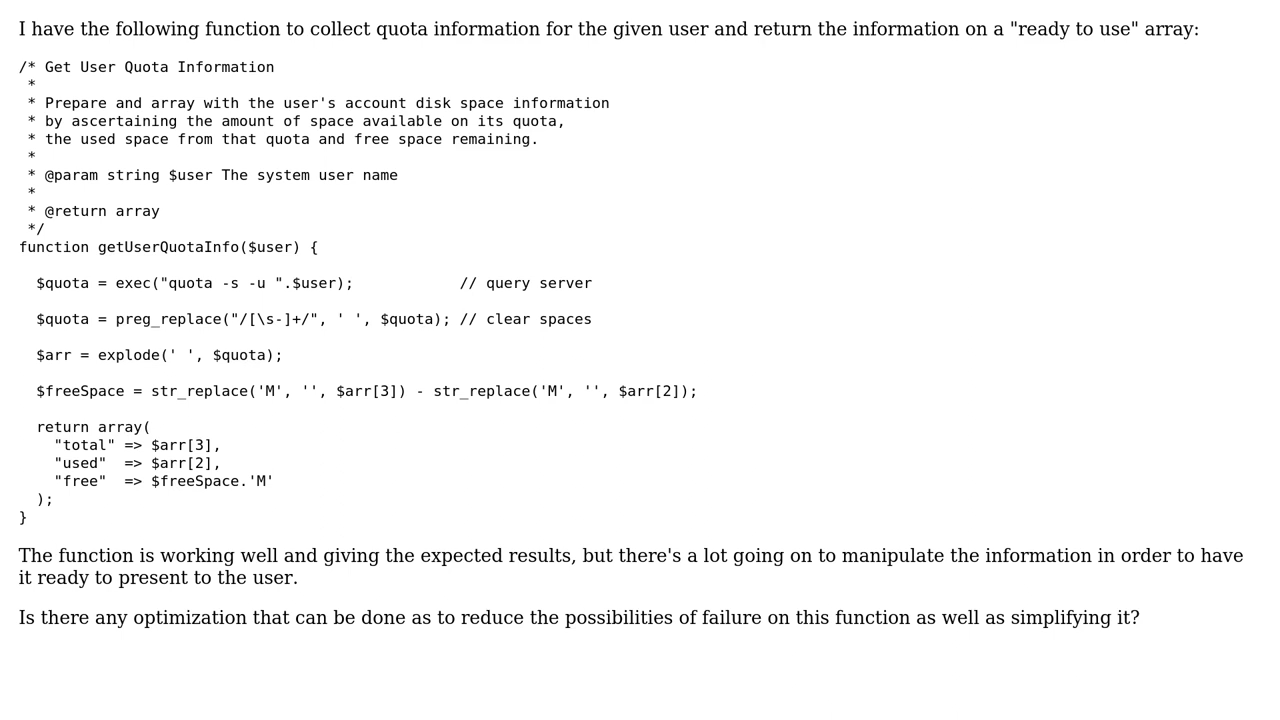 I have the following function to collect quota information for the given user and return the information on a "ready to use" array:
/* Get User Quota Information
 *
 * Prepare and array with the user's account disk space information
 * by ascertaining the amount of space available on its quota,
 * the used space from that quota and free space remaining.
 *
 * @param string $user The system user name
 *
 * @return array
 */
function getUserQuotaInfo($user) {

  $quota = exec("quota -s -u ".$user);            // query server

  $quota = preg_replace("/[\s-]+/", ' ', $quota); // clear spaces

  $arr = explode(' ', $quota);

  $freeSpace = str_replace('M', '', $arr[3]) - str_replace('M', '', $arr[2]);

  return array(
    "total" => $arr[3],
    "used"  => $arr[2],
    "free"  => $freeSpace.'M'
  );
}
The function is working well and giving the expected results, but there's a lot going on to manipulate the information in order to have
it ready to present to the user.
Is there any optimization that can be done as to reduce the possibilities of failure on this function as well as simplifying it?